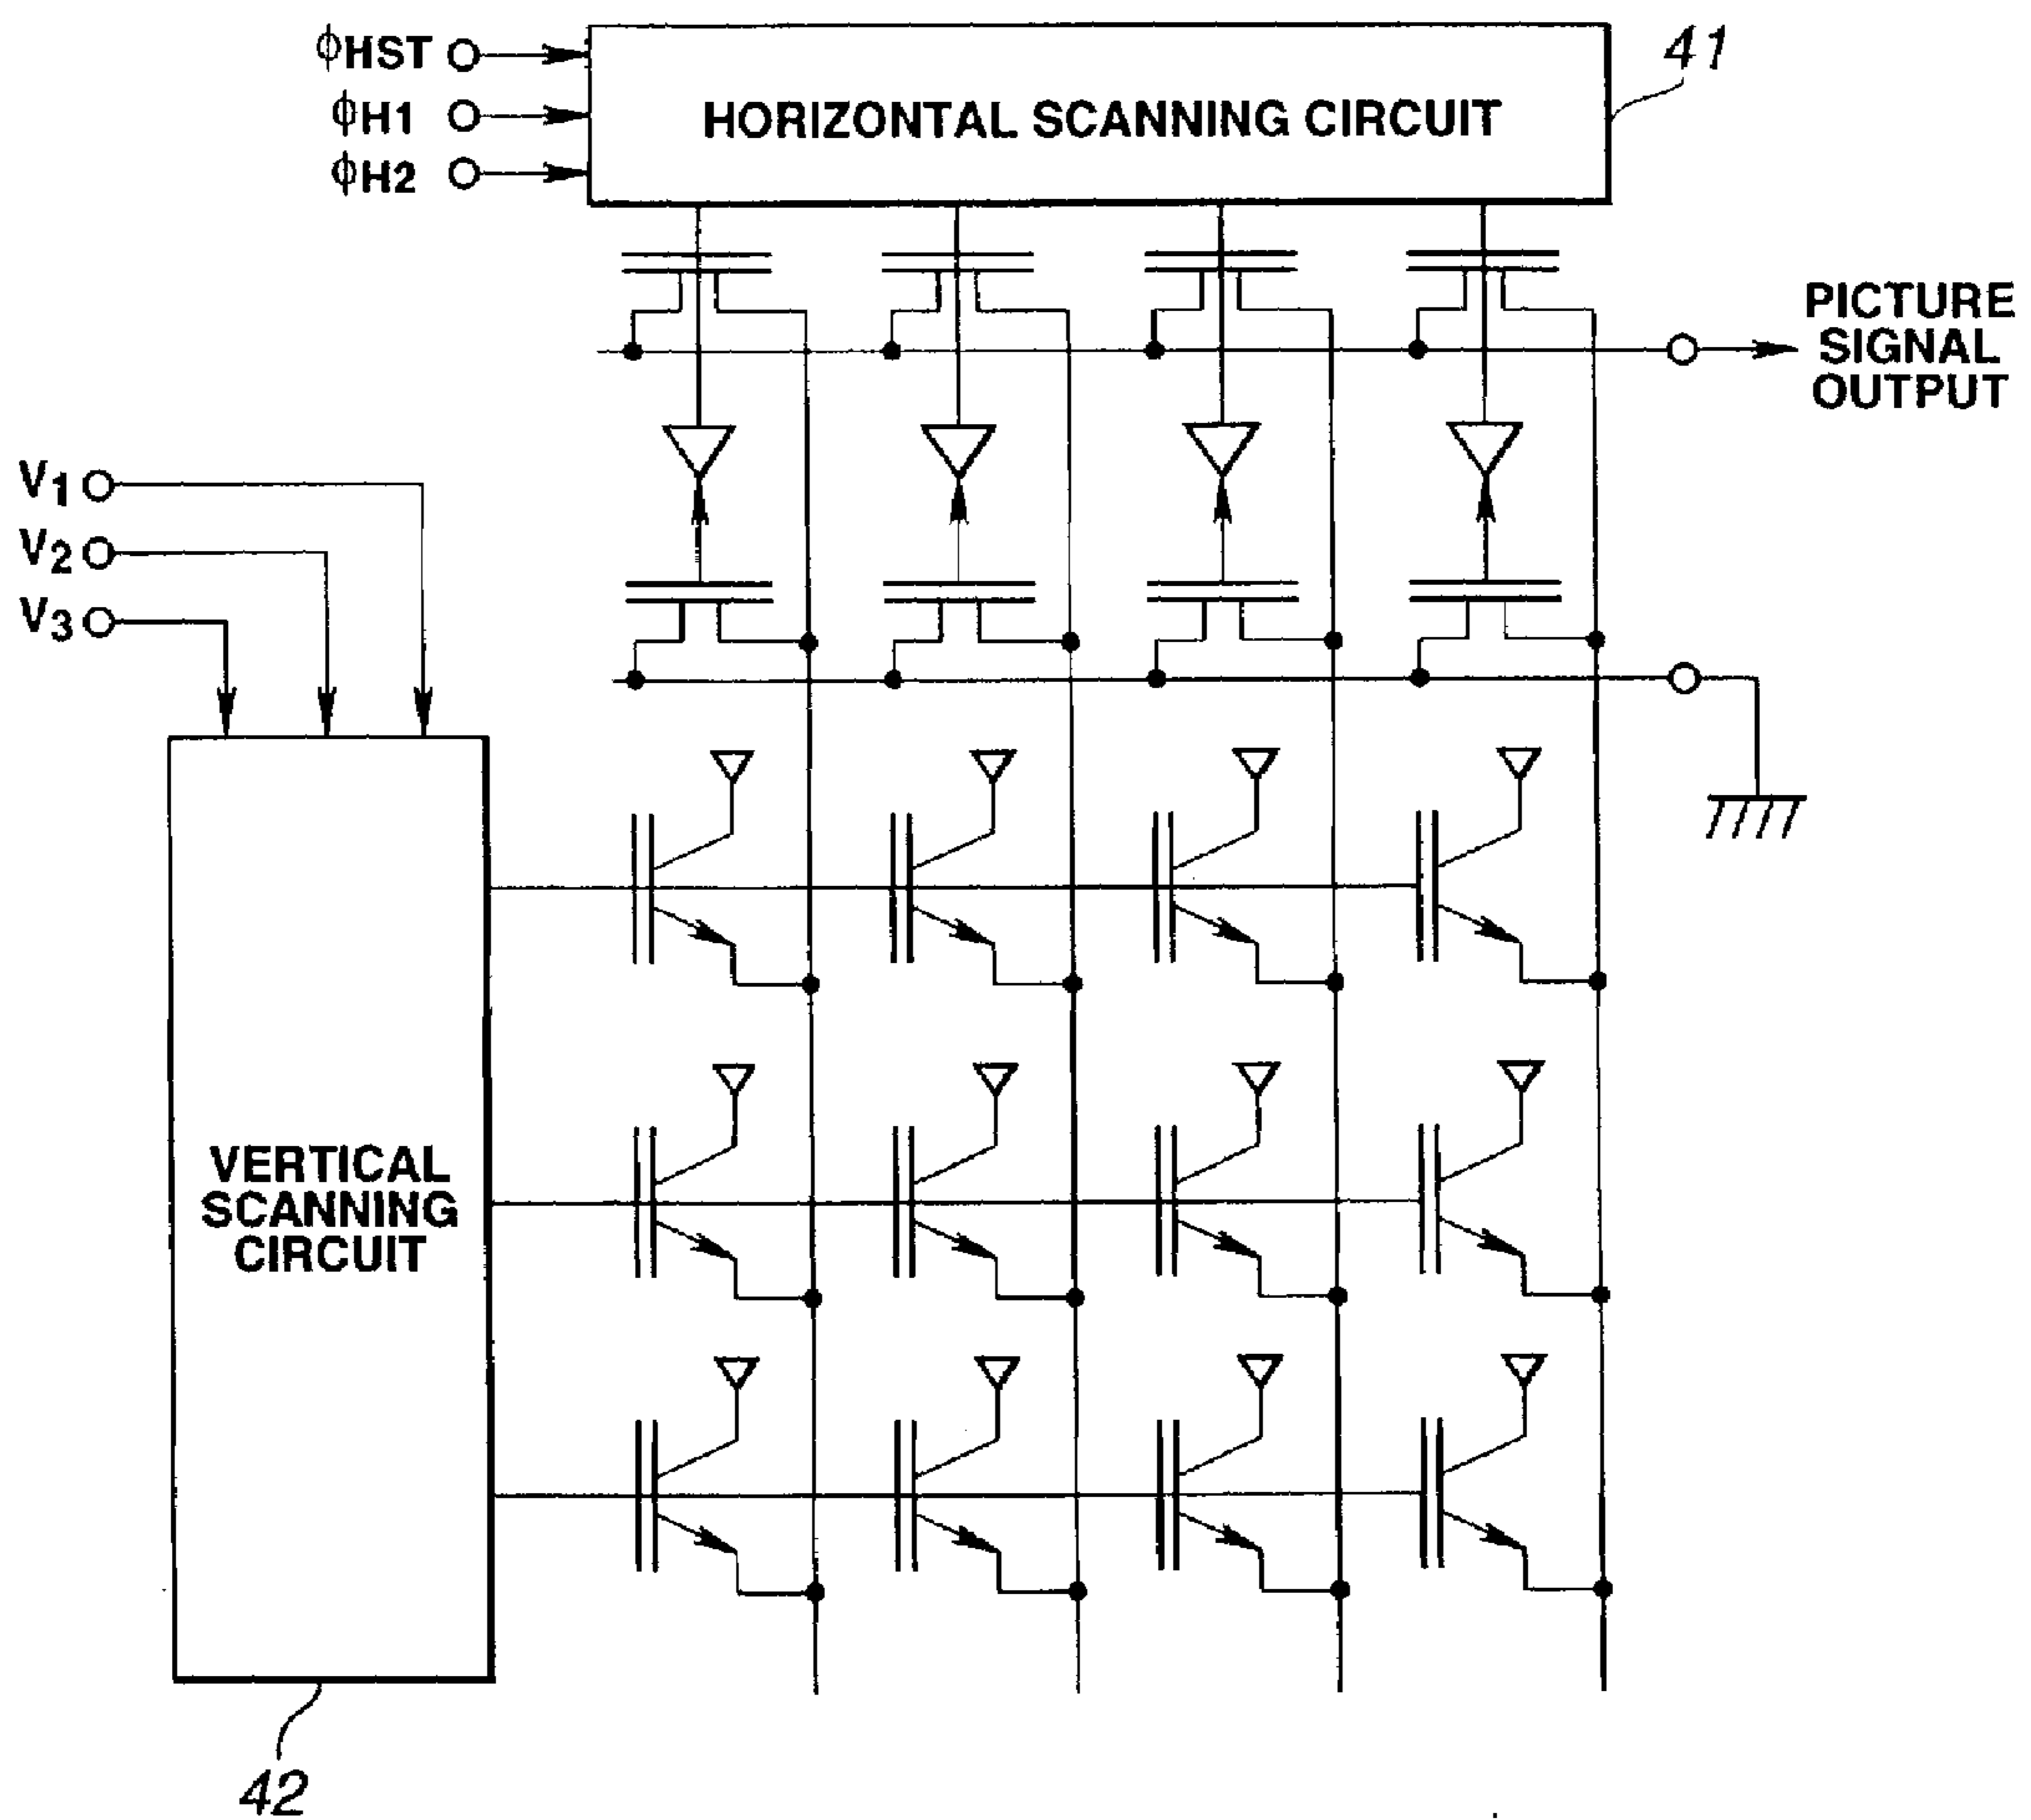 ϕHST
41
ϕH1
HORIZONTAL SCANNING CIRCUIT
ϕH2
PICTURE
SIGNAL
OUTPUT
V1
V2
V3
VERTICAL
SCANNING
CIRCUIT
42